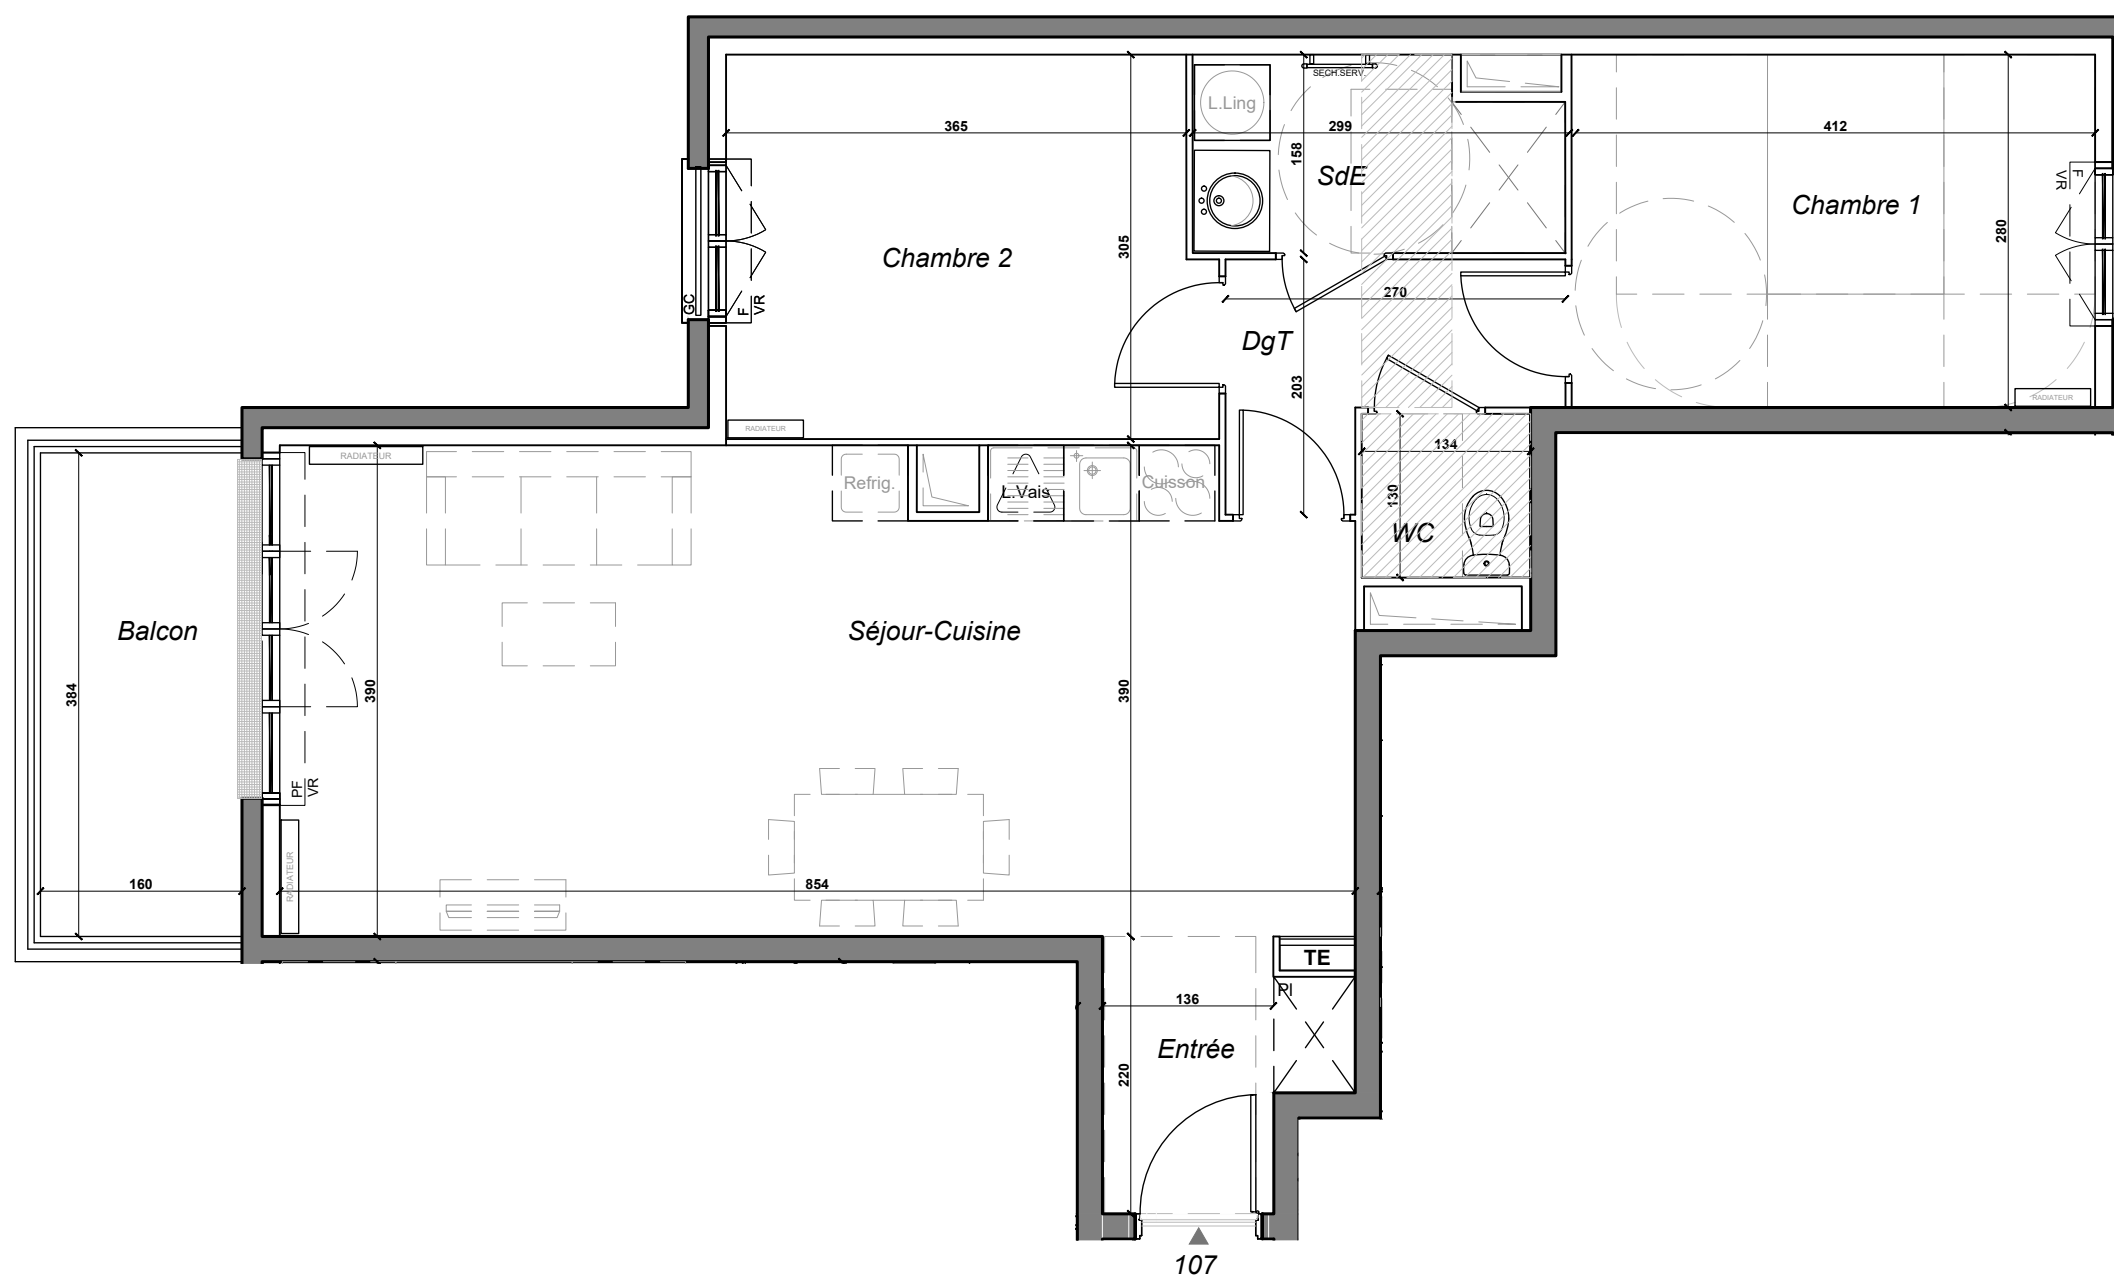 SECH.SERV.
L.Ling
365
299
412
158
SdE
Chambre 1
F
VR
280
305
Chambre 2
GC
F
VR
270
DgT
203
RADIATEUR
RADIATEUR
RADIATEUR
134
Refrig.
L.Vais
Cuisson
130
WC
Balcon
Séjour-Cuisine
384
390
390
PF
VR
RADIATEUR
160
854
TE
PI
136
Entrée
220
107